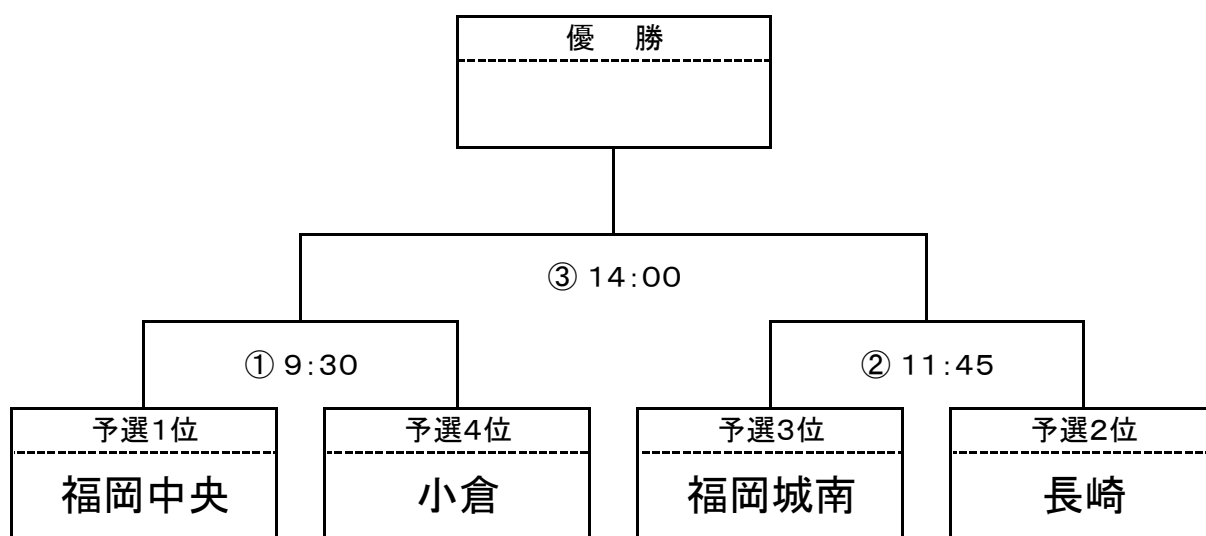 優　勝
③ 14:00
① 9:30
② 11:45
予選1位
予選4位
予選3位
予選2位
福岡中央
小倉
福岡城南
長崎